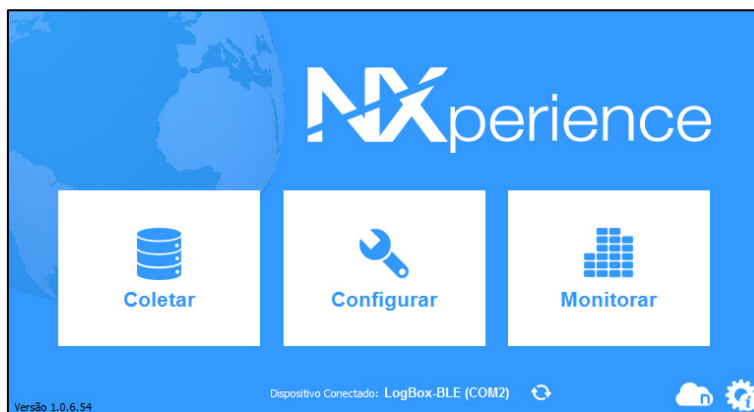 NXperience
Coletar
Configurar
Monitorar
Dispositivo Conectado: LogBox-BLE (COM2)
n
i
Versão 1.0.6.54